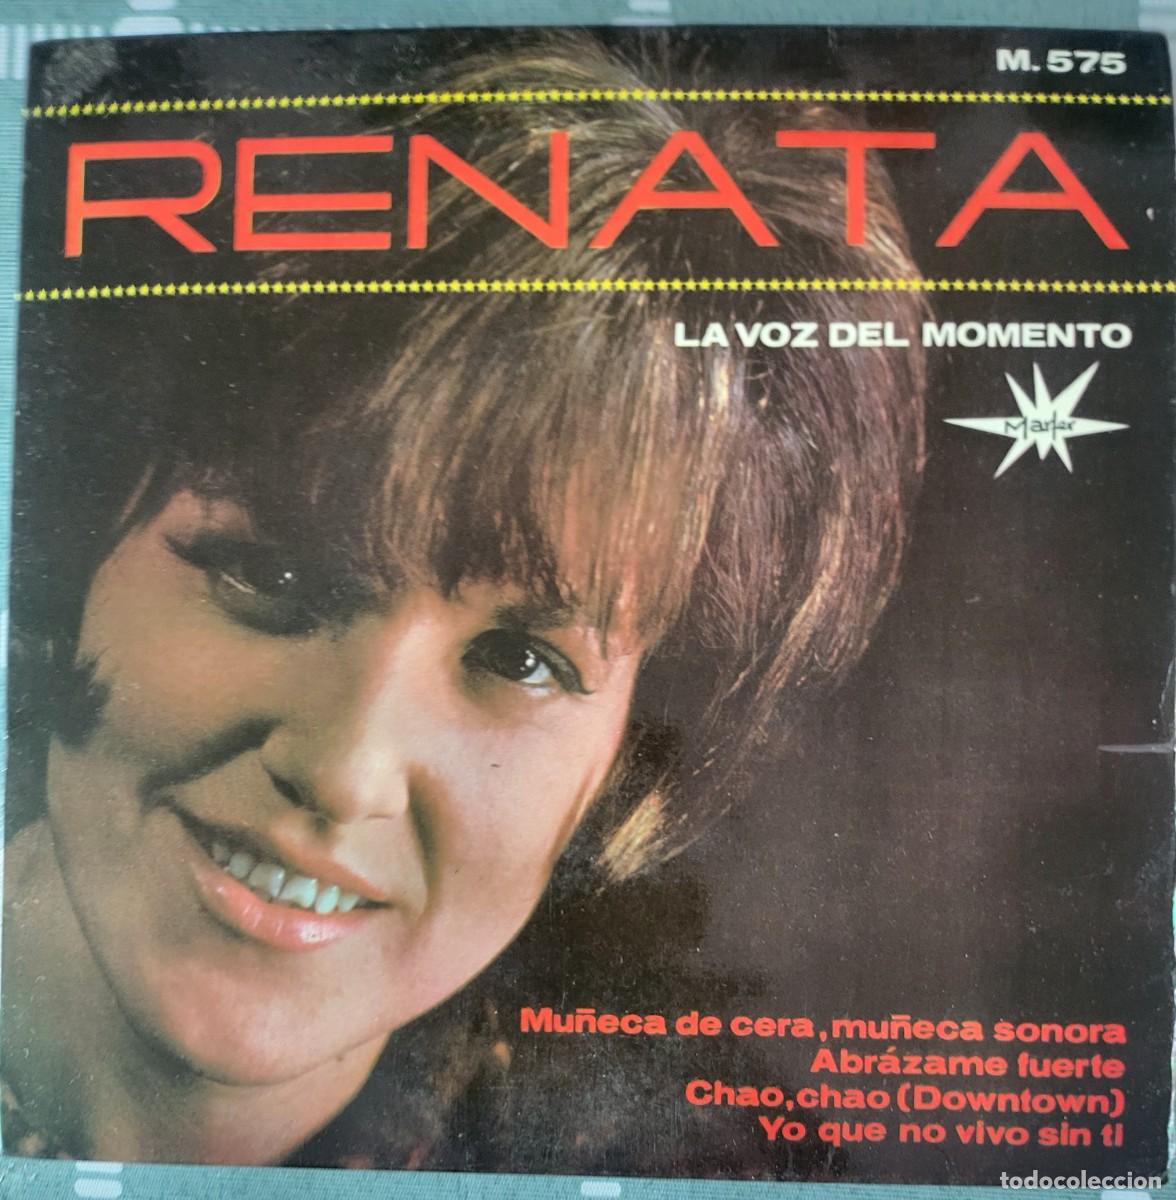 M. 575
RENATA
LA VOZ DEL MOMENTO
Marfer
Muñeca de cera, muñeca sonora
Abrázame fuerte
Chao, chao (Downtown)
Yo que no vivo sin ti
todocoleccion